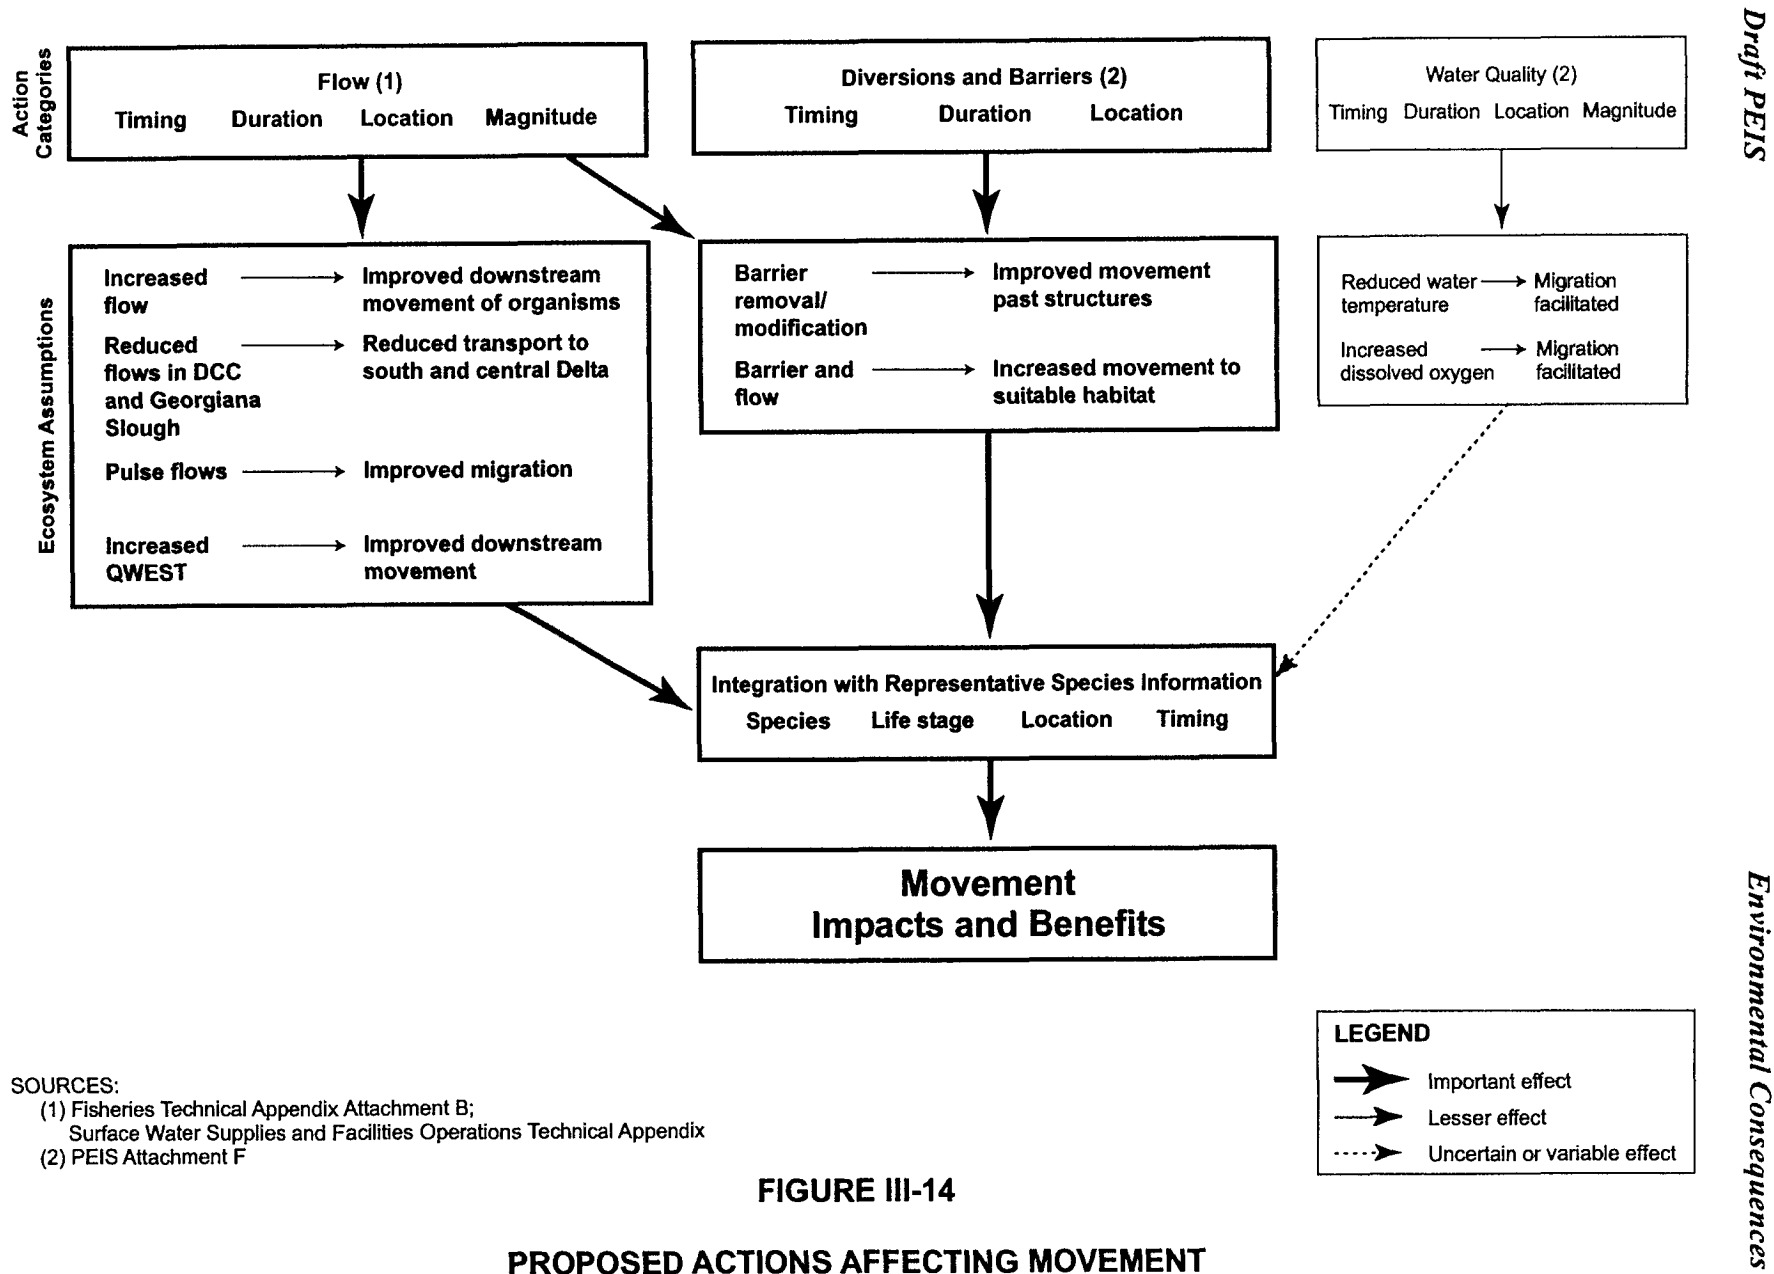 Draft PEIS
Action
Categories
Flow (1)
Timing Duration Location Magnitude
Diversions and Barriers (2)
Timing Duration Location
Water Quality (2)
Timing Duration Location Magnitude
Ecosystem Assumptions
Increased
flow
Improved downstream
movement of organisms
Reduced
flows in DCC
and Georgiana
Slough
Reduced transport to
south and central Delta
Pulse flows
Improved migration
Increased
QWEST
Improved downstream
movement
Barrier
removal/
modification
Improved movement
past structures
Barrier and
flow
Increased movement to
suitable habitat
Reduced water
temperature
Migration
facilitated
Increased
dissolved oxygen
Migration
facilitated
Integration with Representative Species Information
Species Life stage Location Timing
Movement
Impacts and Benefits
LEGEND
Important effect
Lesser effect
Uncertain or variable effect
SOURCES:
(1) Fisheries Technical Appendix Attachment B;
Surface Water Supplies and Facilities Operations Technical Appendix
(2) PEIS Attachment F
FIGURE III-14
PROPOSED ACTIONS AFFECTING MOVEMENT
Environmental Consequences